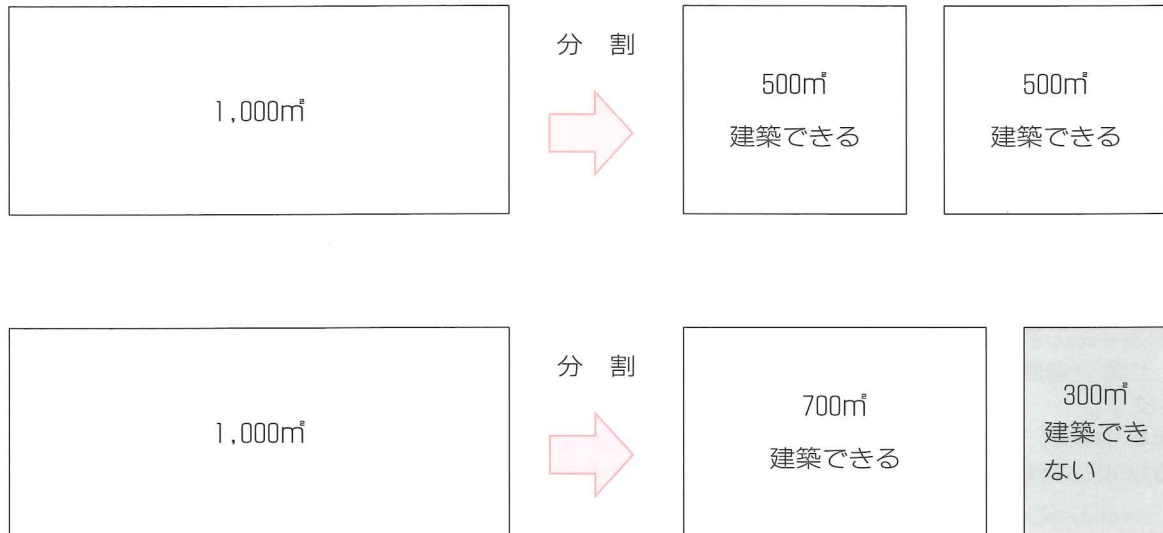 1,000㎡
分 割
500㎡
建築できる
500㎡
建築できる
1,000㎡
分 割
700㎡
建築できる
300㎡
建築でき
ない